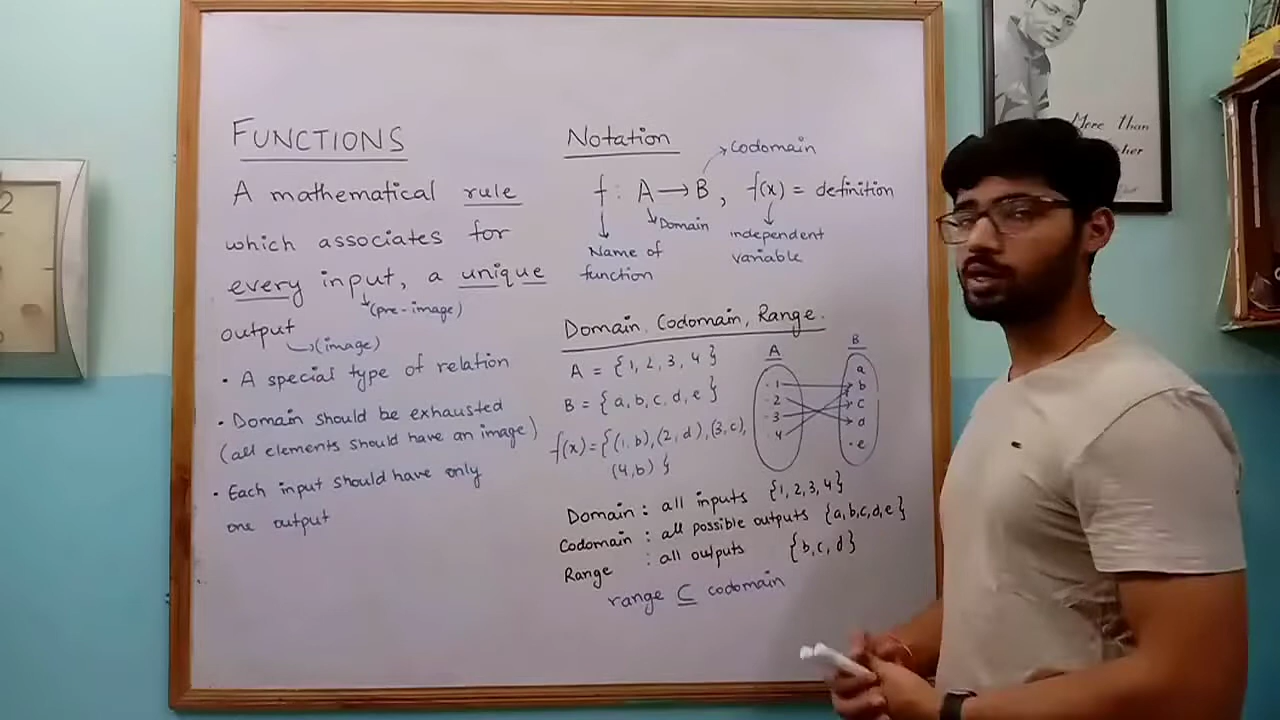 FUNCTIONS
A mathematical rule
which associates for
every input, a unique
(pre-image)
output
(image)
• A special type of relation
• Domain should be exhausted
(all elements should have an image)
• Each input should have only
one output
Notation
Codomain
f : A → B, f(x) = definition
Domain
Name of
function
independent
variable
Domain, Codomain, Range.
A = {1, 2, 3, 4}
B = {a, b, c, d, e}
f(x) = {(1, b), (2, d), (3, c),
(4, b)}
A
· 1
· 2
· 3
· 4
B
a
b
c
d
· e
Domain : all inputs {1, 2, 3, 4}
Codomain : all possible outputs {a, b, c, d, e}
Range : all outputs {b, c, d}
range ⊆ codomain
More than
2